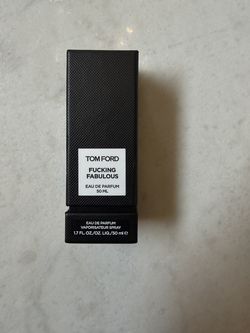 TOM FORD
FUCKING
FABULOUS
EAU DE PARFUM
50 ML
EAU DE PARFUM
VAPORISATEUR SPRAY
1.7 FL.OZ./OZ. LIQ./50 ml ℮